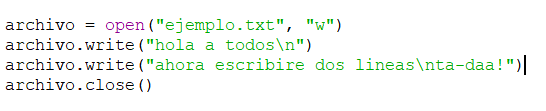 archivo = open("ejemplo.txt", "w")
archivo.write("hola a todos\n")
archivo.write("ahora escribire dos lineas\nta-daa!")
archivo.close()